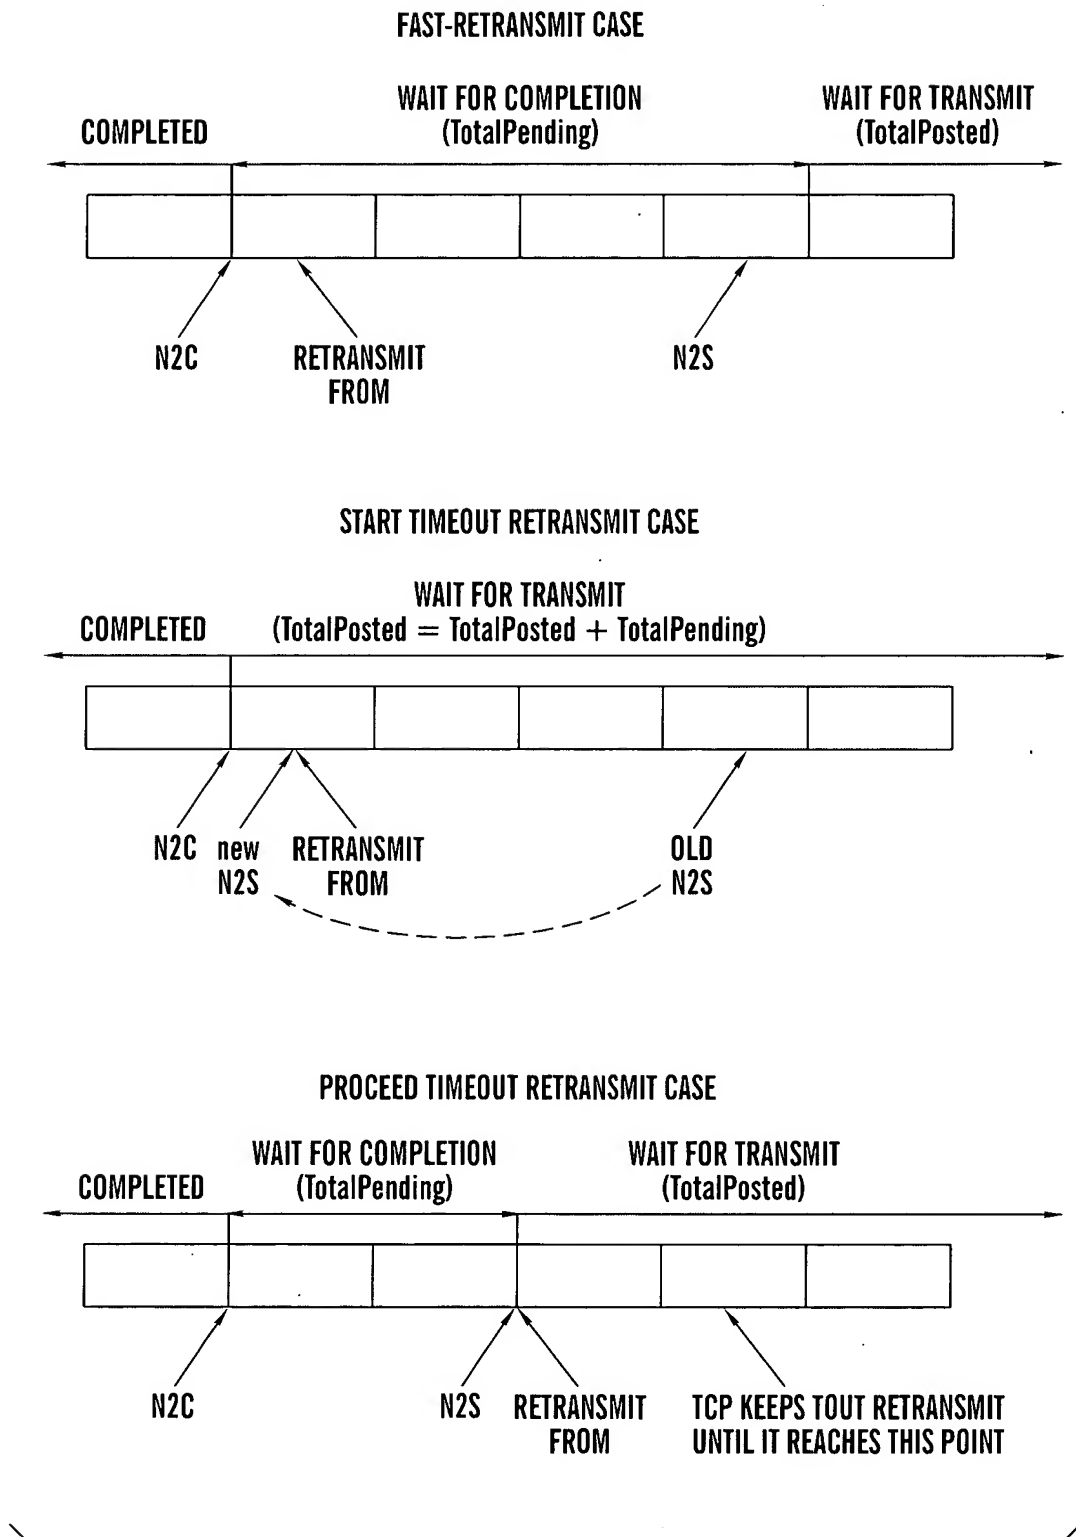 FAST-RETRANSMIT CASE
WAIT FOR COMPLETION
(TotalPending)
WAIT FOR TRANSMIT
(TotalPosted)
COMPLETED
N2C
RETRANSMIT
FROM
N2S
START TIMEOUT RETRANSMIT CASE
WAIT FOR TRANSMIT
(TotalPosted = TotalPosted + TotalPending)
COMPLETED
N2C
new
N2S
RETRANSMIT
FROM
OLD
N2S
PROCEED TIMEOUT RETRANSMIT CASE
WAIT FOR COMPLETION
(TotalPending)
WAIT FOR TRANSMIT
(TotalPosted)
COMPLETED
N2C
N2S
RETRANSMIT
FROM
TCP KEEPS TOUT RETRANSMIT
UNTIL IT REACHES THIS POINT